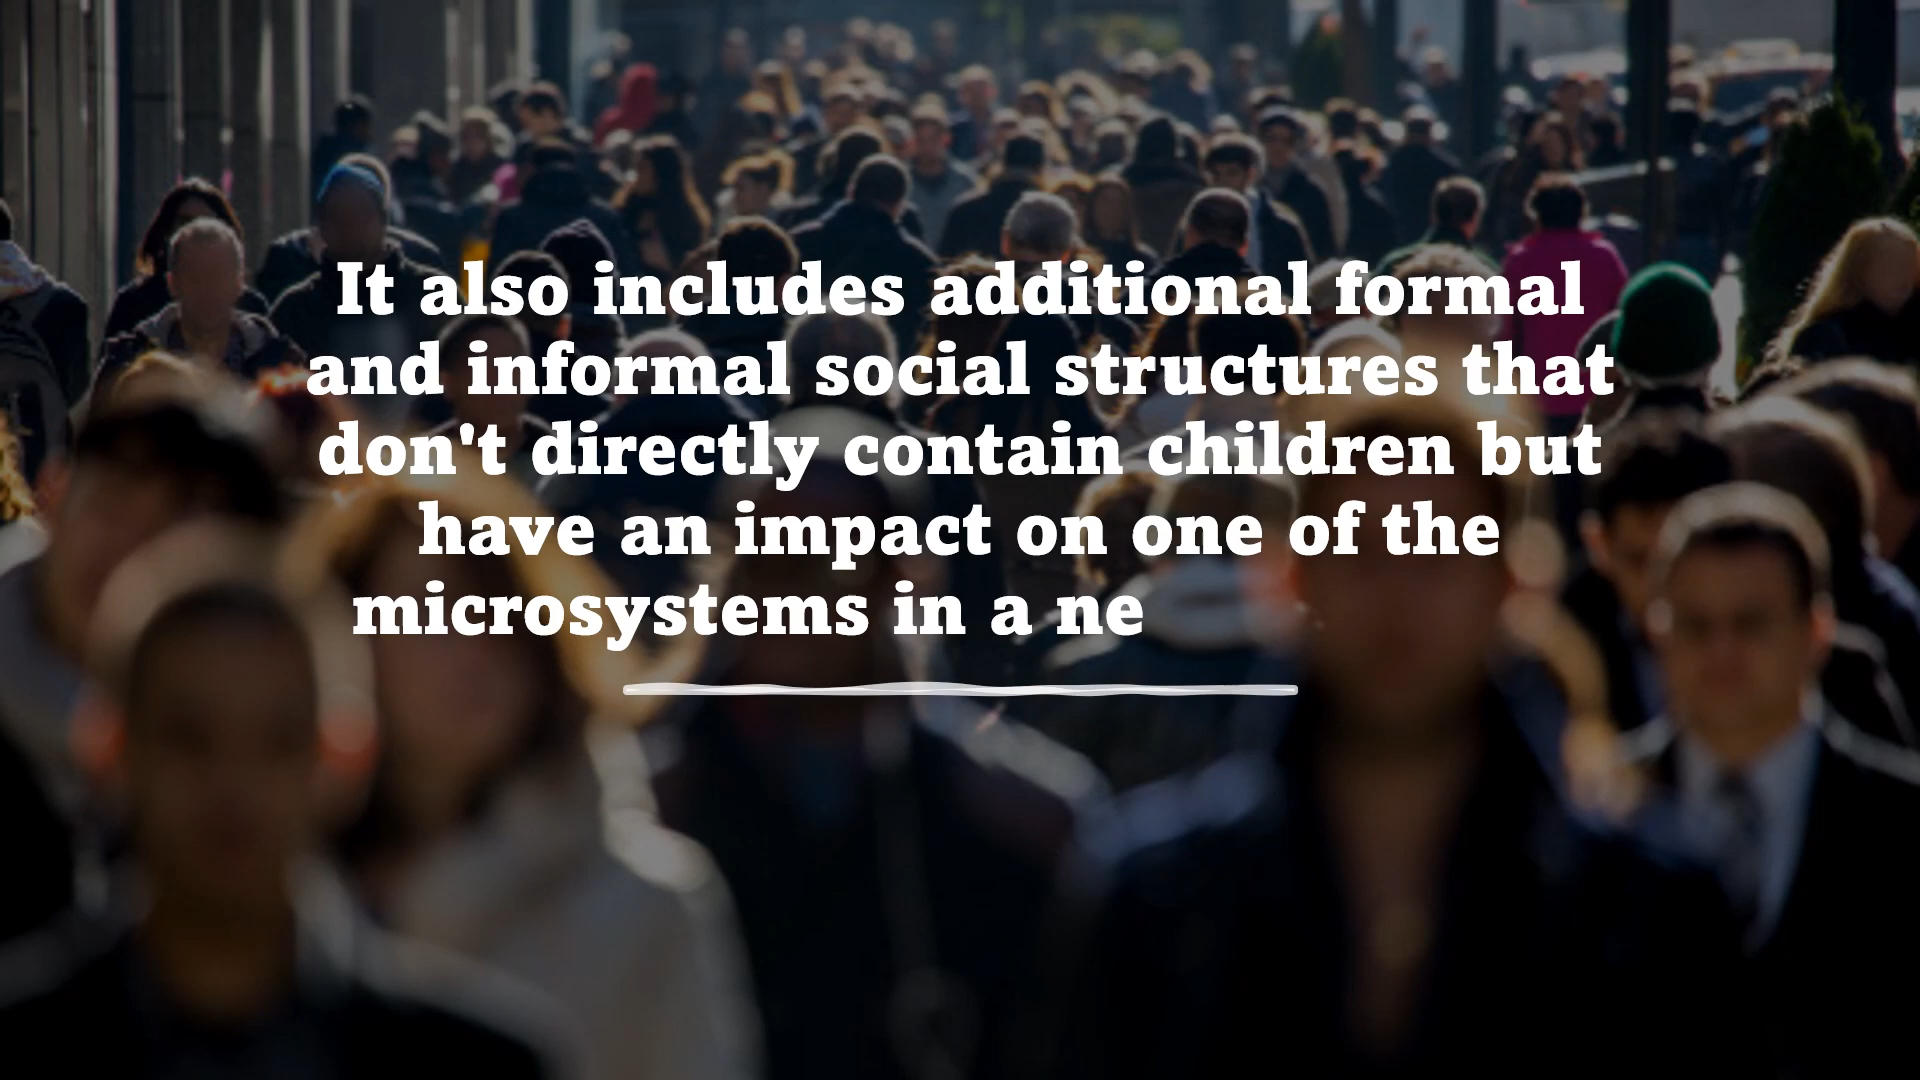 It also includes additional formal
and informal social structures that
don't directly contain children but
have an impact on one of the
microsystems in a ne